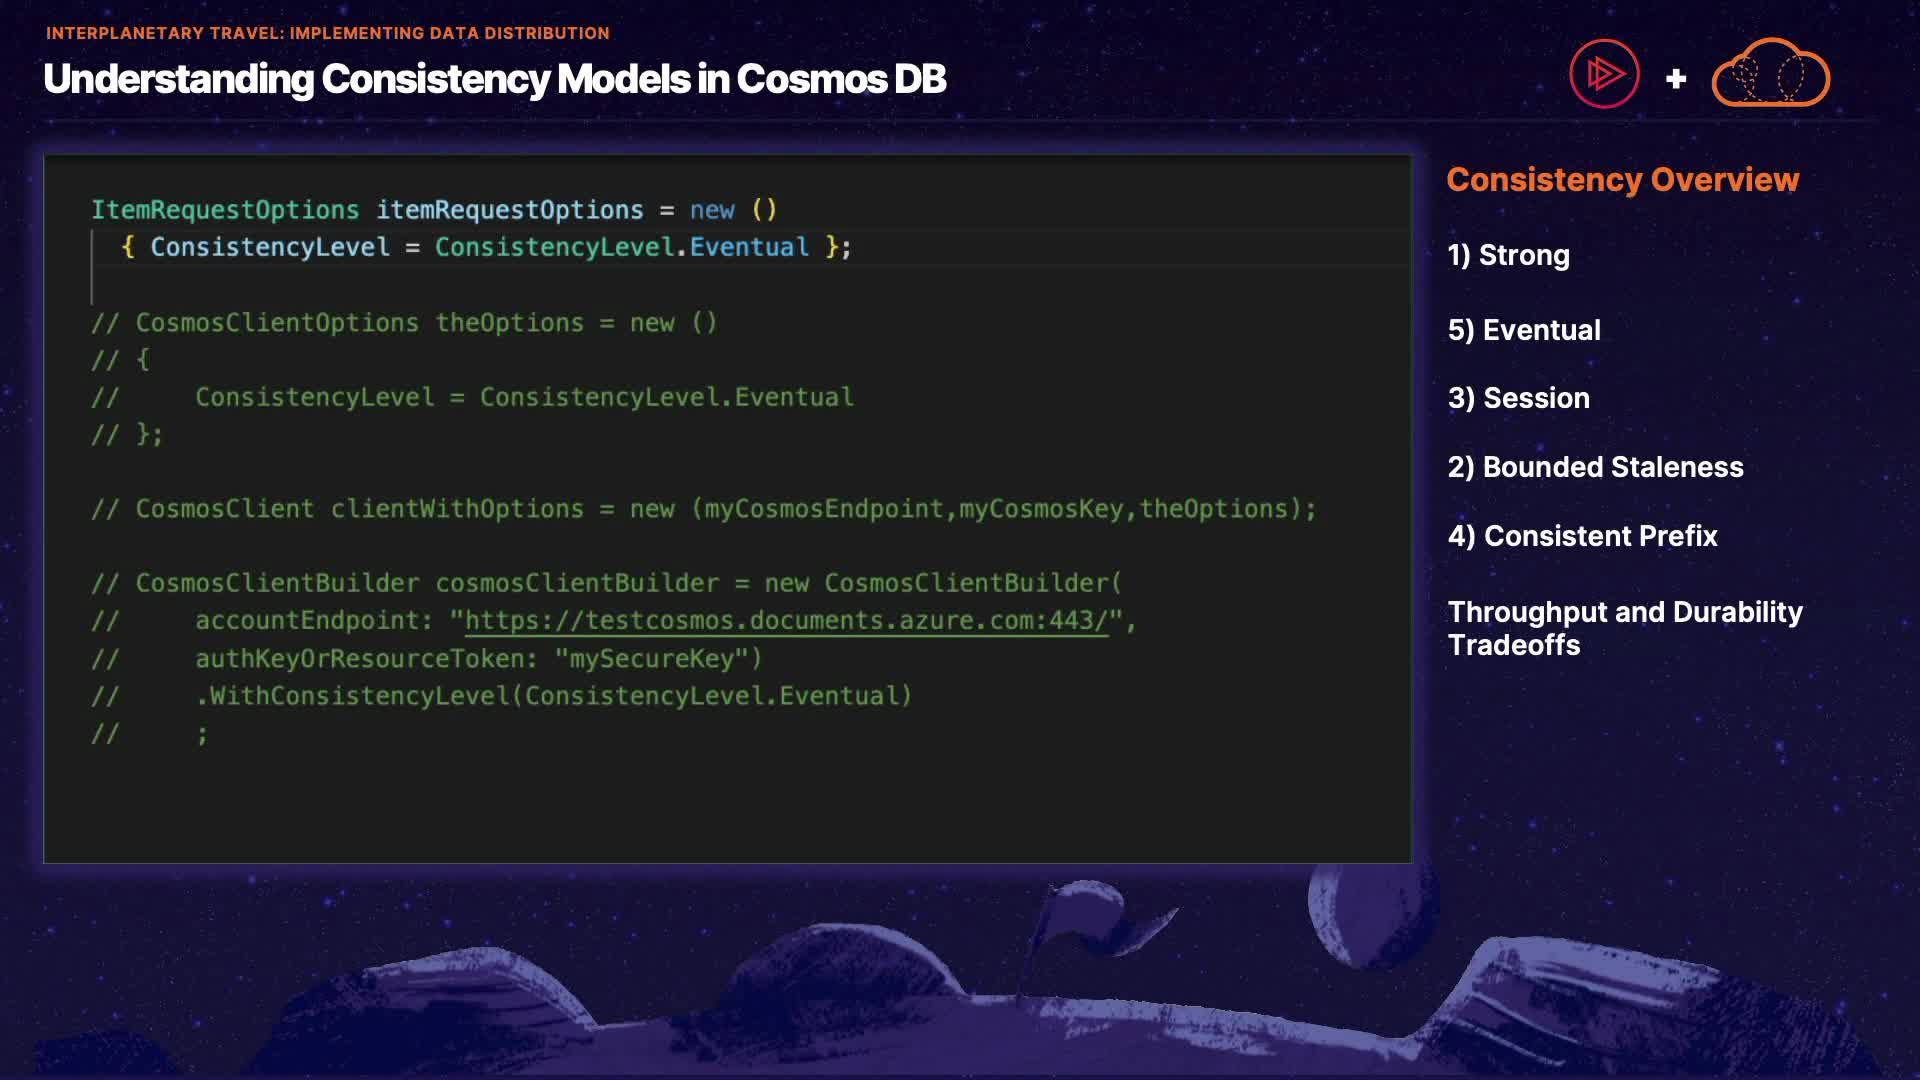 INTERPLANETARY TRAVEL: IMPLEMENTING DATA DISTRIBUTION
Understanding Consistency Models in Cosmos DB
+
ItemRequestOptions itemRequestOptions = new ()
{ ConsistencyLevel = ConsistencyLevel.Eventual };
// CosmosClientOptions theOptions = new ()
// {
//     ConsistencyLevel = ConsistencyLevel.Eventual
// };
// CosmosClient clientWithOptions = new (myCosmosEndpoint,myCosmosKey,theOptions);
// CosmosClientBuilder cosmosClientBuilder = new CosmosClientBuilder(
//     accountEndpoint: "https://testcosmos.documents.azure.com:443/",
//     authKeyOrResourceToken: "mySecureKey")
//     .WithConsistencyLevel(ConsistencyLevel.Eventual)
//     ;
Consistency Overview
1) Strong
5) Eventual
3) Session
2) Bounded Staleness
4) Consistent Prefix
Throughput and Durability
Tradeoffs